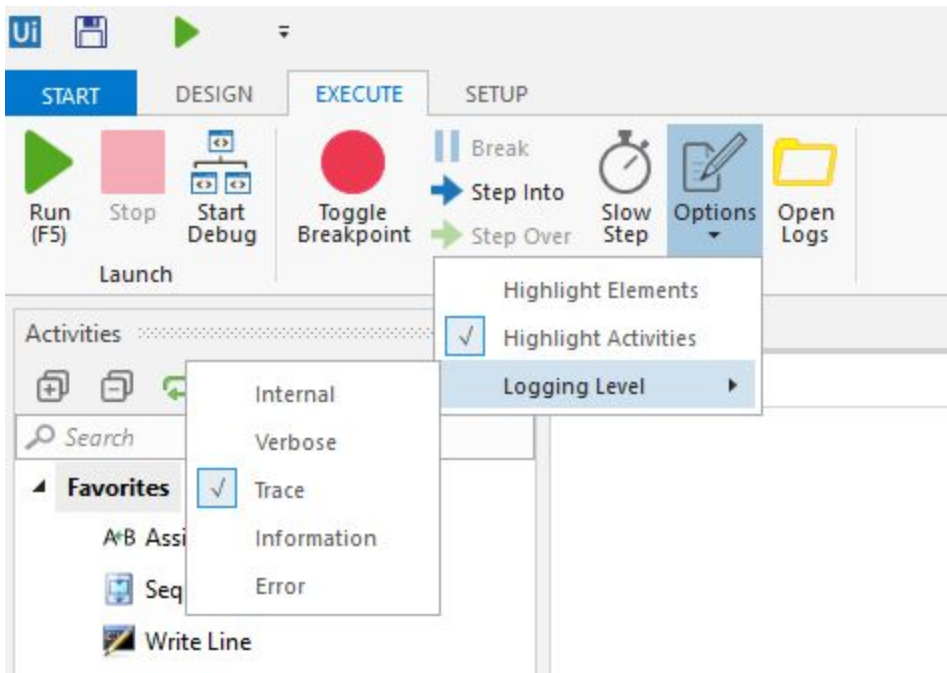 Ui
START DESIGN EXECUTE SETUP
Run
(F5)
Stop
Start
Debug
Launch
Toggle
Breakpoint
Break
Step Into
Step Over
Slow
Step
Options
Open
Logs
Highlight Elements
Highlight Activities
Logging Level
Activities
Internal
Verbose
Trace
Information
Error
Search
Favorites
A+B Assi
Seq
Write Line